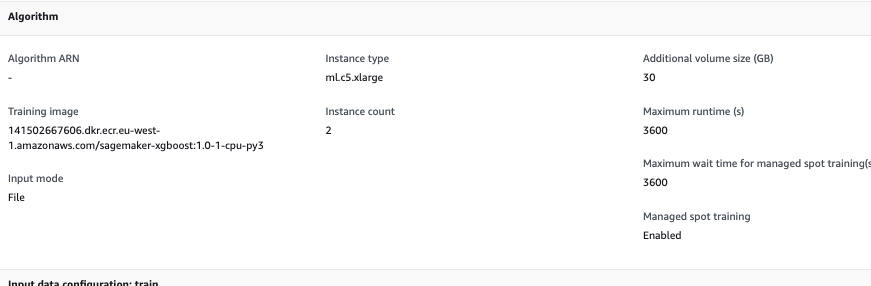 Algorithm
Algorithm ARN
-
Training image
141502667606.dkr.ecr.eu-west-
1.amazonaws.com/sagemaker-xgboost:1.0-1-cpu-py3
Input mode
File
Instance type
ml.c5.xlarge
Instance count
2
Additional volume size (GB)
30
Maximum runtime (s)
3600
Maximum wait time for managed spot training(s
3600
Managed spot training
Enabled
Input data configuration: train